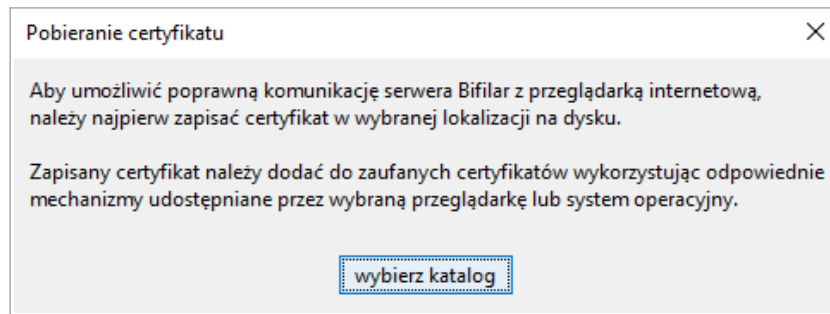 Pobieranie certyfikatu
Aby umożliwić poprawną komunikację serwera Bifilar z przeglądarką internetową,
należy najpierw zapisać certyfikat w wybranej lokalizacji na dysku.
Zapisany certyfikat należy dodać do zaufanych certyfikatów wykorzystując odpowiednie
mechanizmy udostępniane przez wybraną przeglądarkę lub system operacyjny.
wybierz katalog